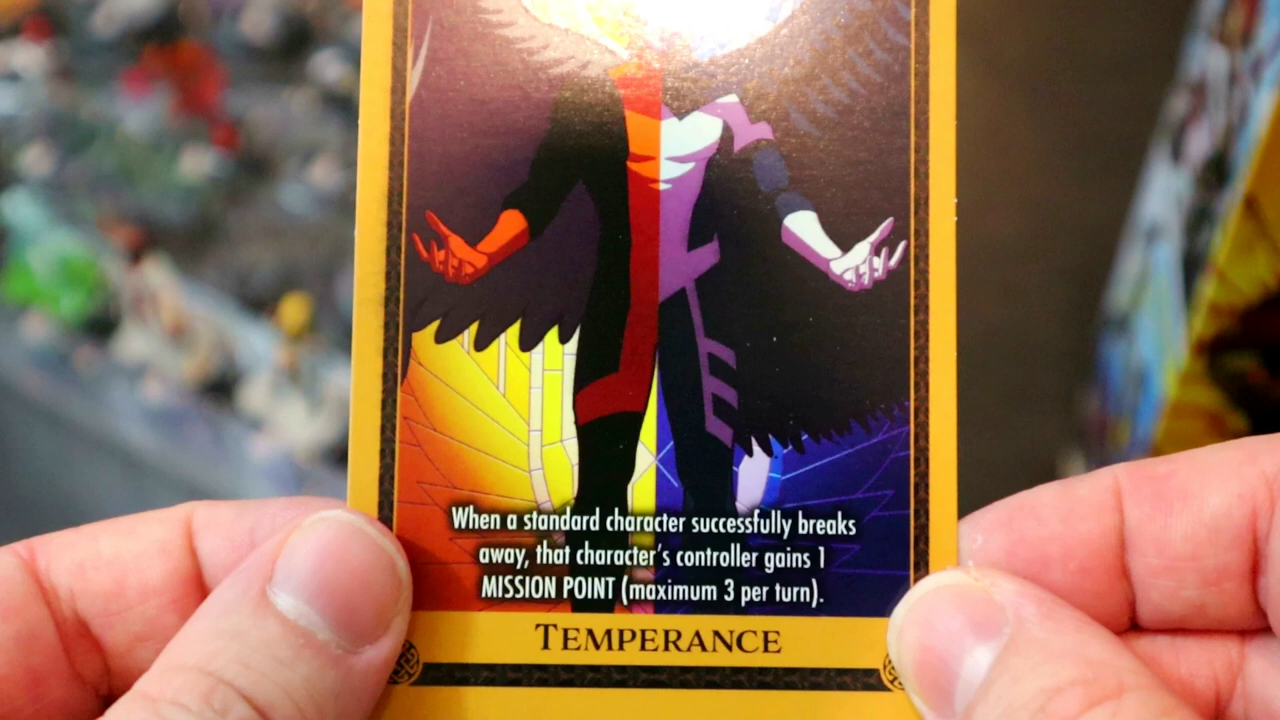 When a standard character successfully breaks
away, that character's controller gains 1
MISSION POINT (maximum 3 per turn).
TEMPERANCE